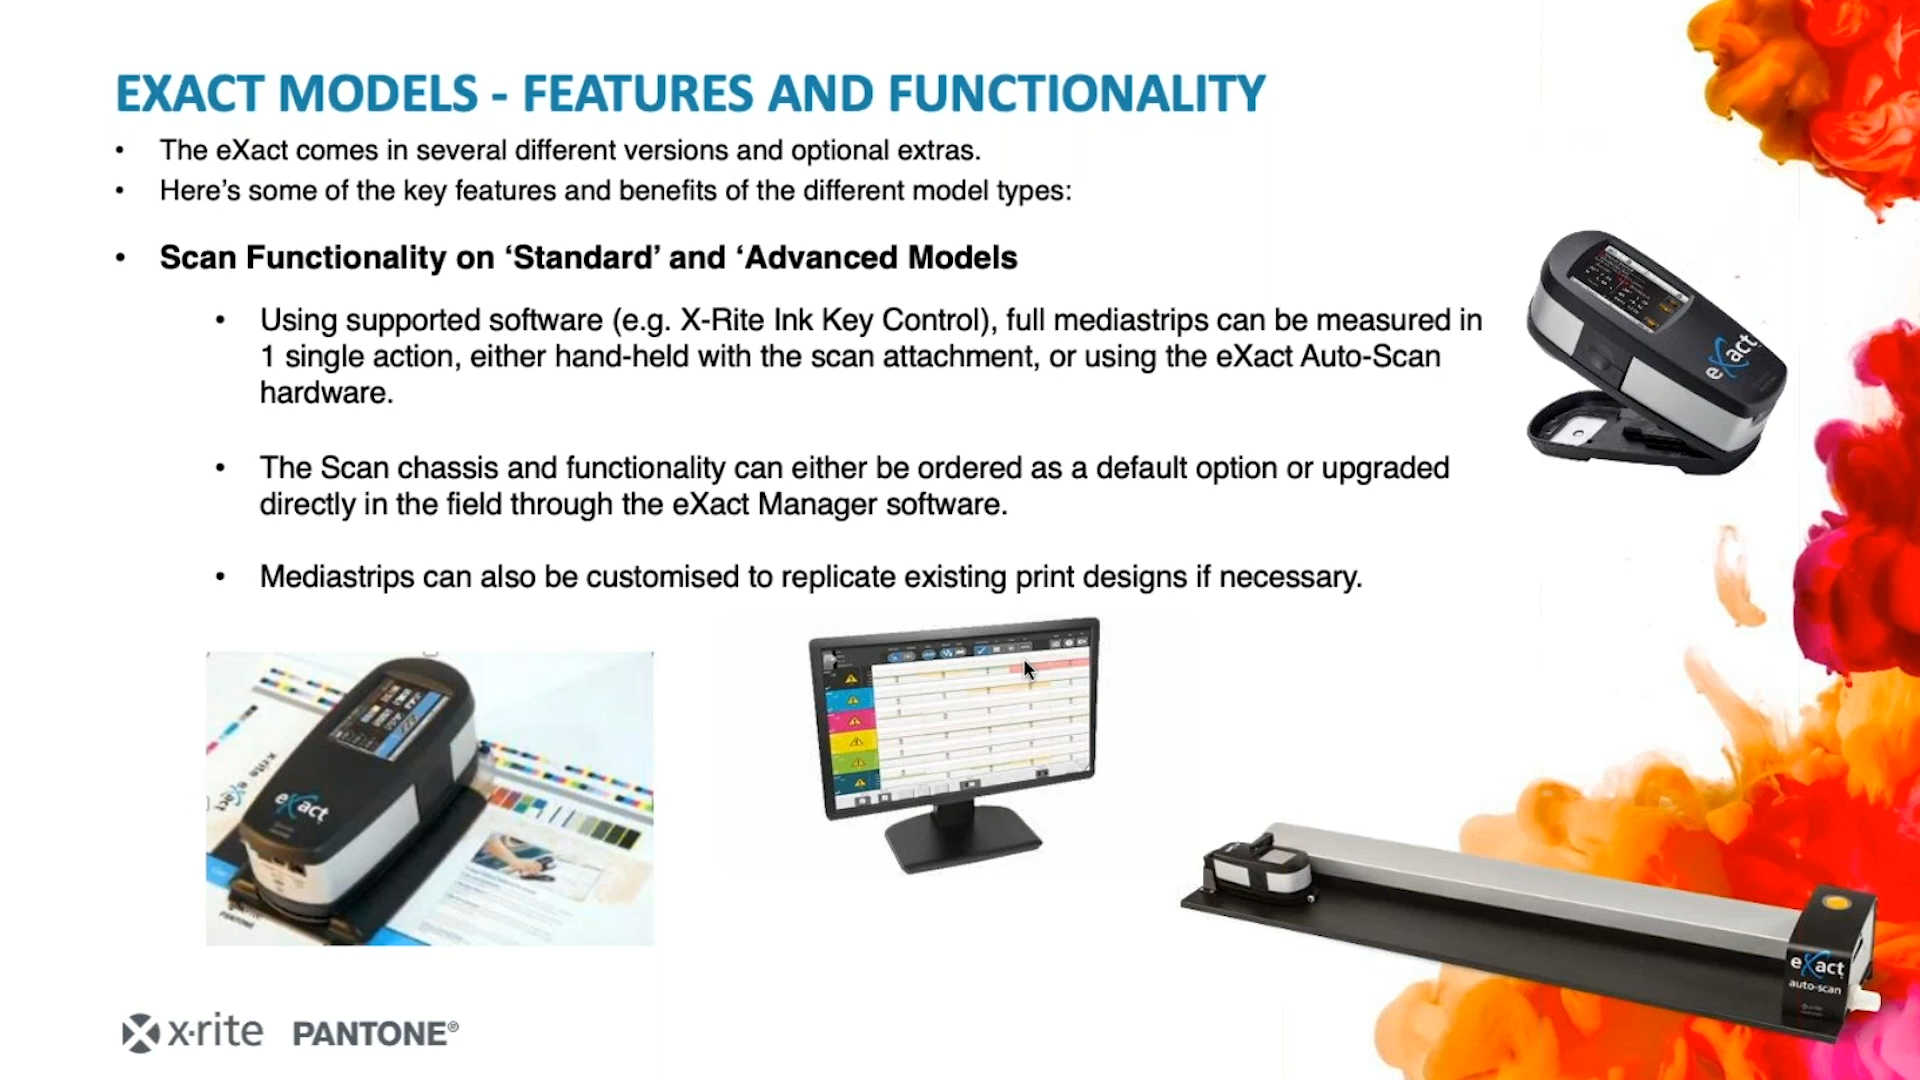 EXACT MODELS - FEATURES AND FUNCTIONALITY
• The eXact comes in several different versions and optional extras.
• Here’s some of the key features and benefits of the different model types:
• Scan Functionality on ‘Standard’ and ‘Advanced Models
• Using supported software (e.g. X-Rite Ink Key Control), full mediastrips can be measured in
1 single action, either hand-held with the scan attachment, or using the eXact Auto-Scan
hardware.
• The Scan chassis and functionality can either be ordered as a default option or upgraded
directly in the field through the eXact Manager software.
• Mediastrips can also be customised to replicate existing print designs if necessary.
eXact
x-rite eXact
eXact
PANTONE
eXact
auto-scan
x·rite PANTONE®